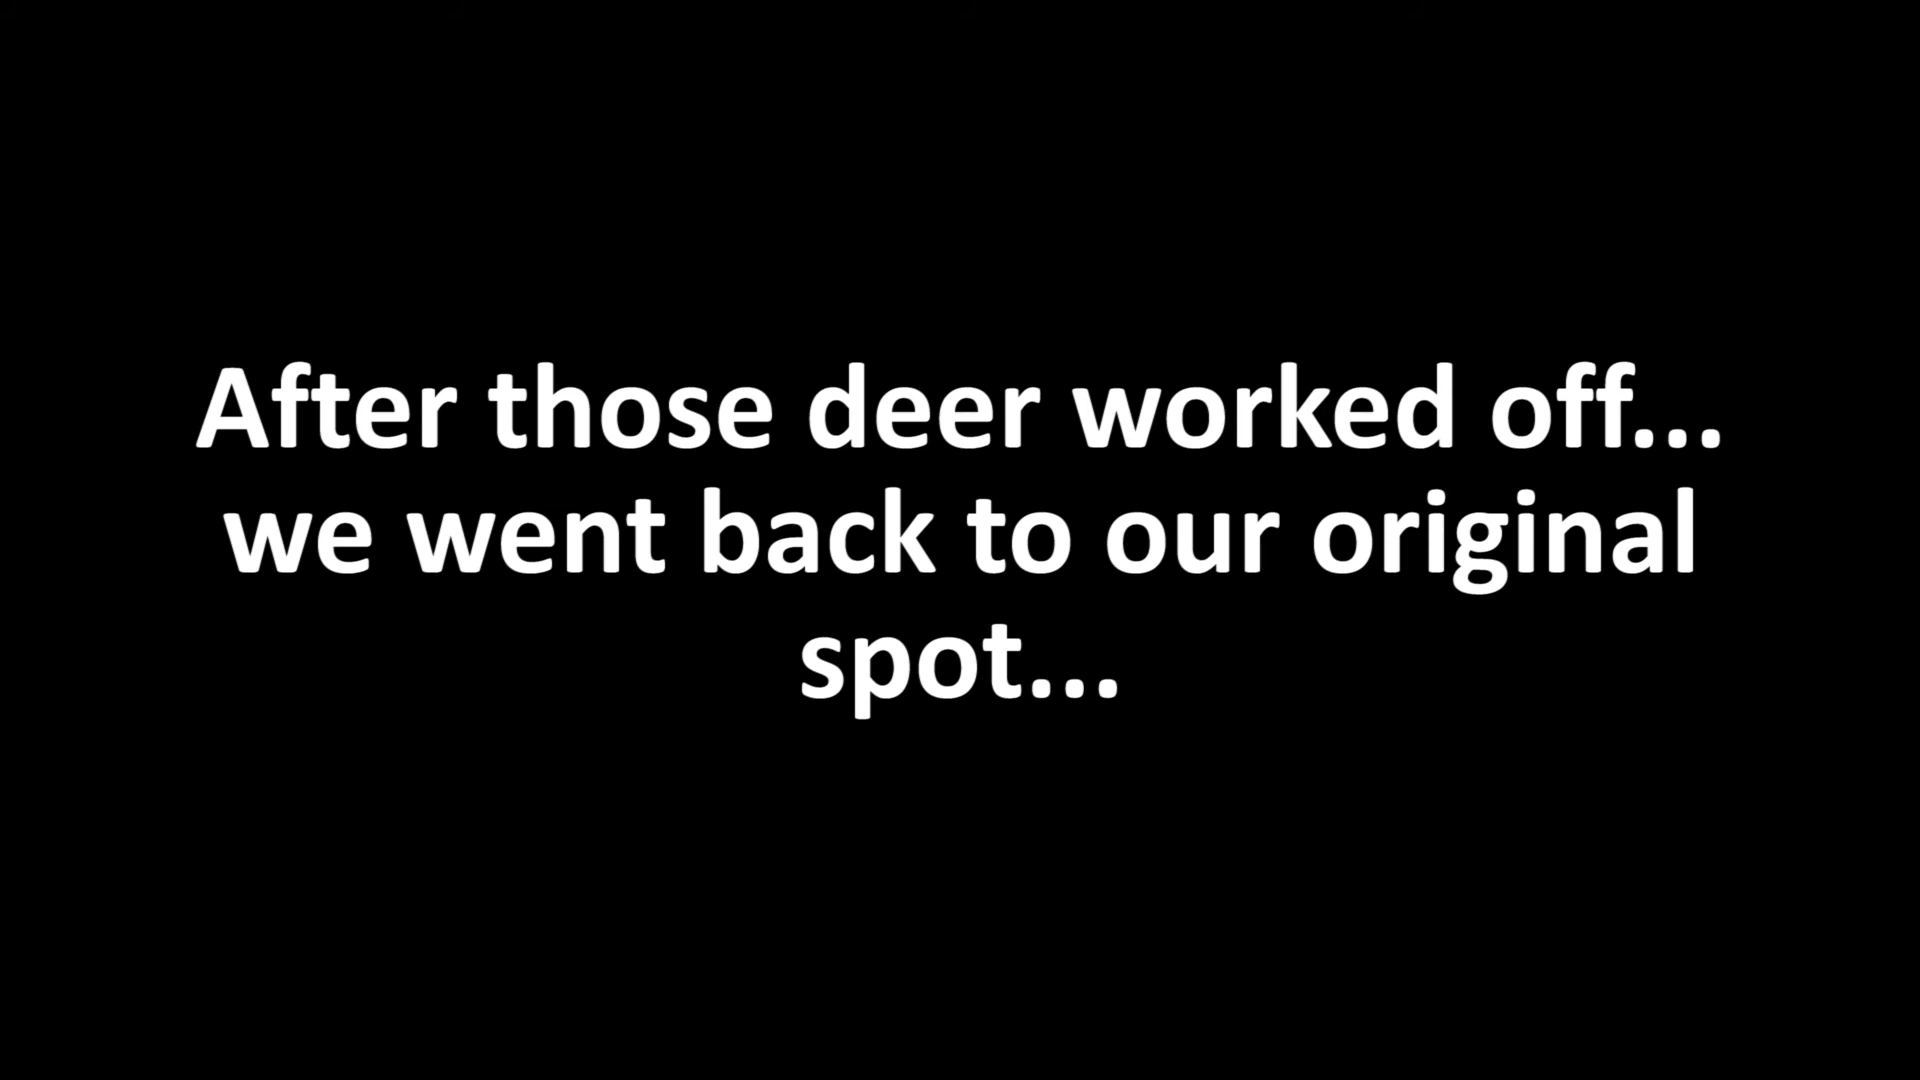 After those deer worked off...
we went back to our original
spot...